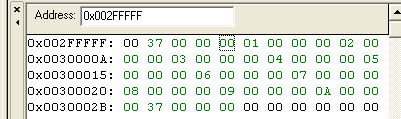 Address: 0x002FFFFF
0x002FFFFF: 00 37 00 00 00 01 00 00 00 02 00
0x0030000A: 00 00 03 00 00 00 04 00 00 00 05
0x00300015: 00 00 00 06 00 00 00 07 00 00 00
0x00300020: 08 00 00 00 09 00 00 00 0A 00 00
0x0030002B: 00 37 00 00 00 00 00 00 00 00 00